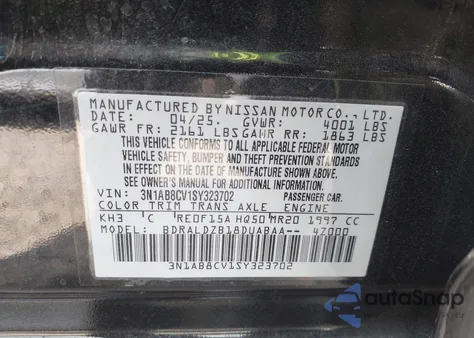 MANUFACTURED BY NISSAN MOTOR CO., LTD.
DATE: 04/25. GVWR: 4001 LBS
GAWR FR: 2161 LBS GAWR RR: 1863 LBS
THIS VEHICLE CONFORMS TO ALL APPLICABLE FEDERAL MOTOR
VEHICLE SAFETY, BUMPER AND THEFT PREVENTION STANDARDS
IN EFFECT ON THE DATE OF MANUFACTURE SHOWN ABOVE.
SEE OWNER'S MANUAL FOR ADDITIONAL INFORMATION.
VIN: 3N1AB8CV1SY323702 PASSENGER CAR.
COLOR TRIM TRANS AXLE ENGINE
KH3 C RE0F15A HQ50 MR20 1997 CC
MODEL: BDRALDZB18DUABAA-- 4Z000
3N1AB8CV1SY323702
autoSnap